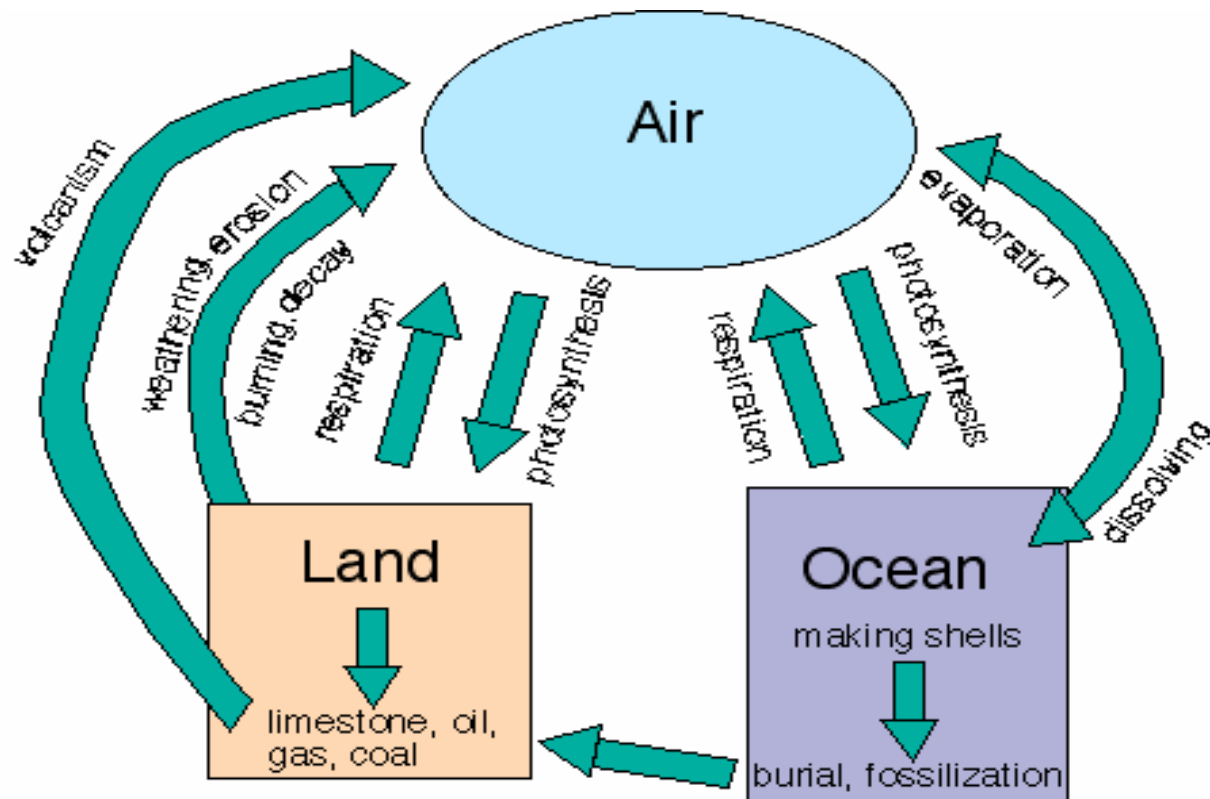 Air
volcanism
weathering, erosion
burning, decay
respiration
photosynthesis
respiration
photosynthesis
evaporation
dissolving
Land
limestone, oil,
gas, coal
Ocean
making shells
burial, fossilization